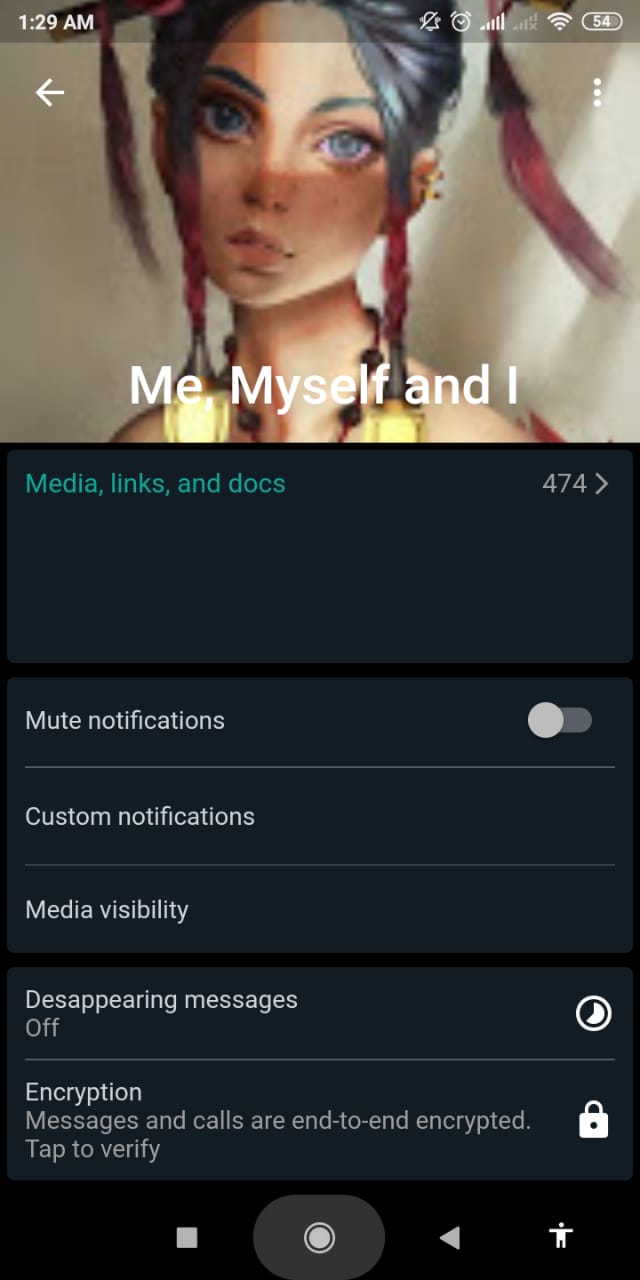 1:29 AM
54
Me, Myself and I
Media, links, and docs
474
Mute notifications
Custom notifications
Media visibility
Desappearing messages
Off
Encryption
Messages and calls are end-to-end encrypted.
Tap to verify